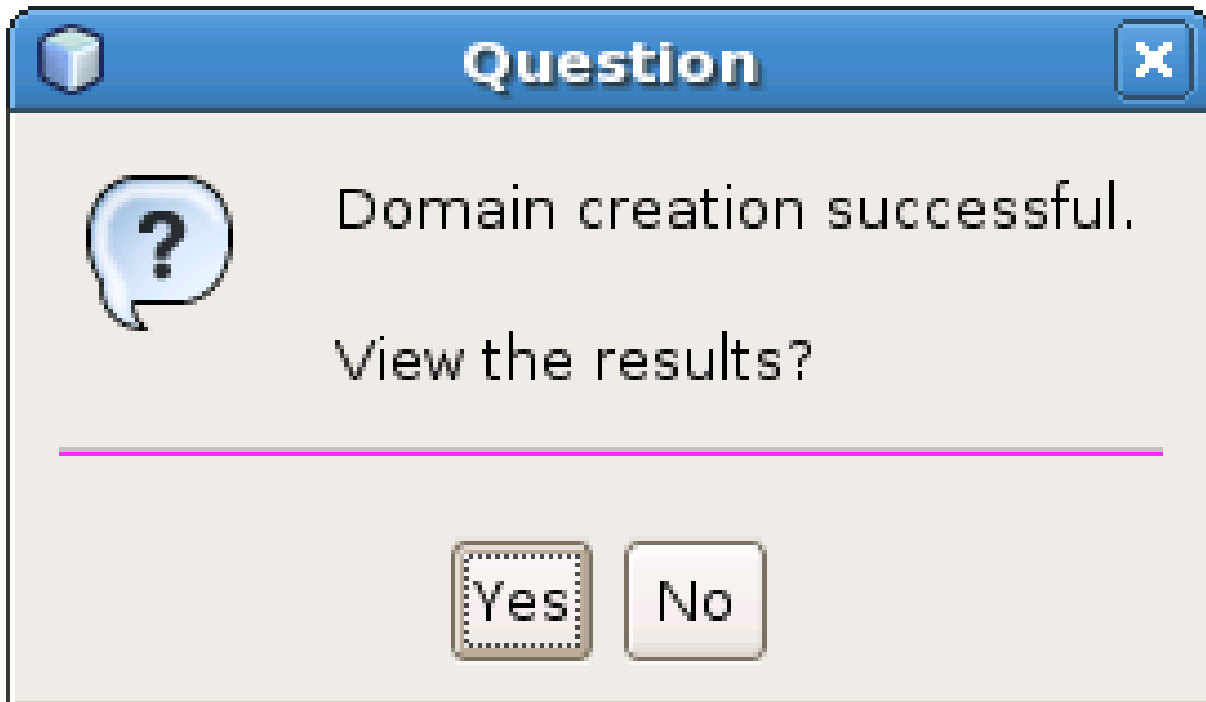 Question
Domain creation successful.
View the results?
Yes No